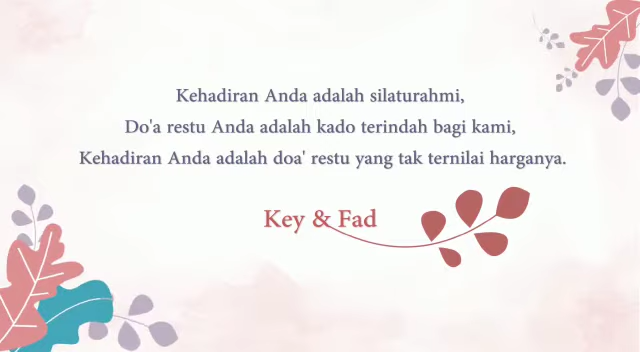 Kehadiran Anda adalah silaturahmi,
Do'a restu Anda adalah kado terindah bagi kami,
Kehadiran Anda adalah doa' restu yang tak ternilai harganya.
Key & Fad